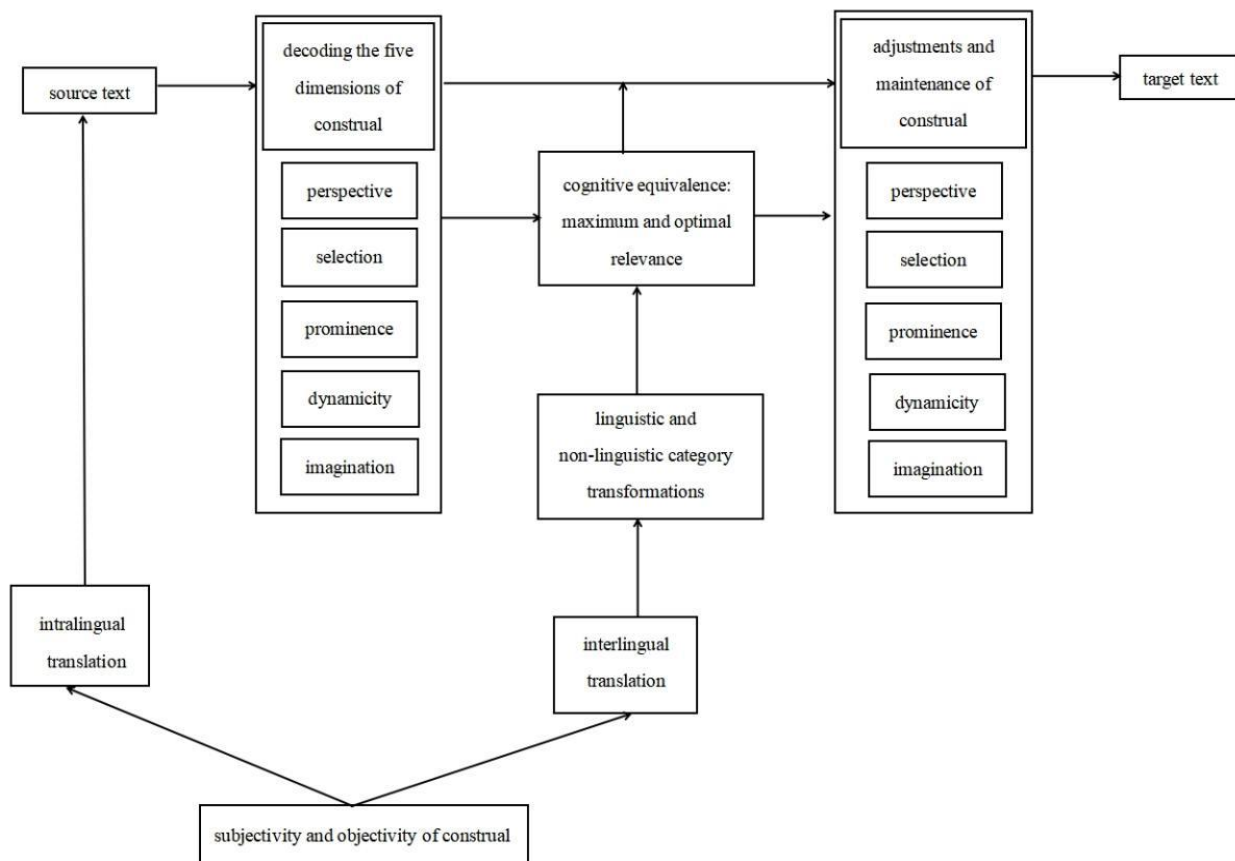 source text
decoding the five
dimensions of
construal
perspective
selection
prominence
dynamicity
imagination
cognitive equivalence:
maximum and optimal
relevance
linguistic and
non-linguistic category
transformations
adjustments and
maintenance of
construal
perspective
selection
prominence
dynamicity
imagination
target text
intralingual
translation
interlingual
translation
subjectivity and objectivity of construal